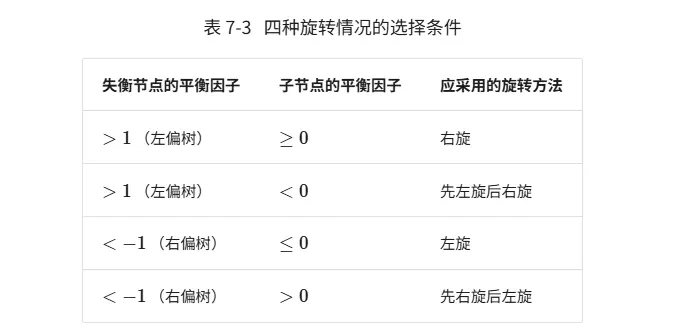 表 7-3 四种旋转情况的选择条件
失衡节点的平衡因子 子节点的平衡因子 应采用的旋转方法
> 1 （左偏树） ≥ 0 右旋
> 1 （左偏树） < 0 先左旋后右旋
< −1 （右偏树） ≤ 0 左旋
< −1 （右偏树） > 0 先右旋后左旋